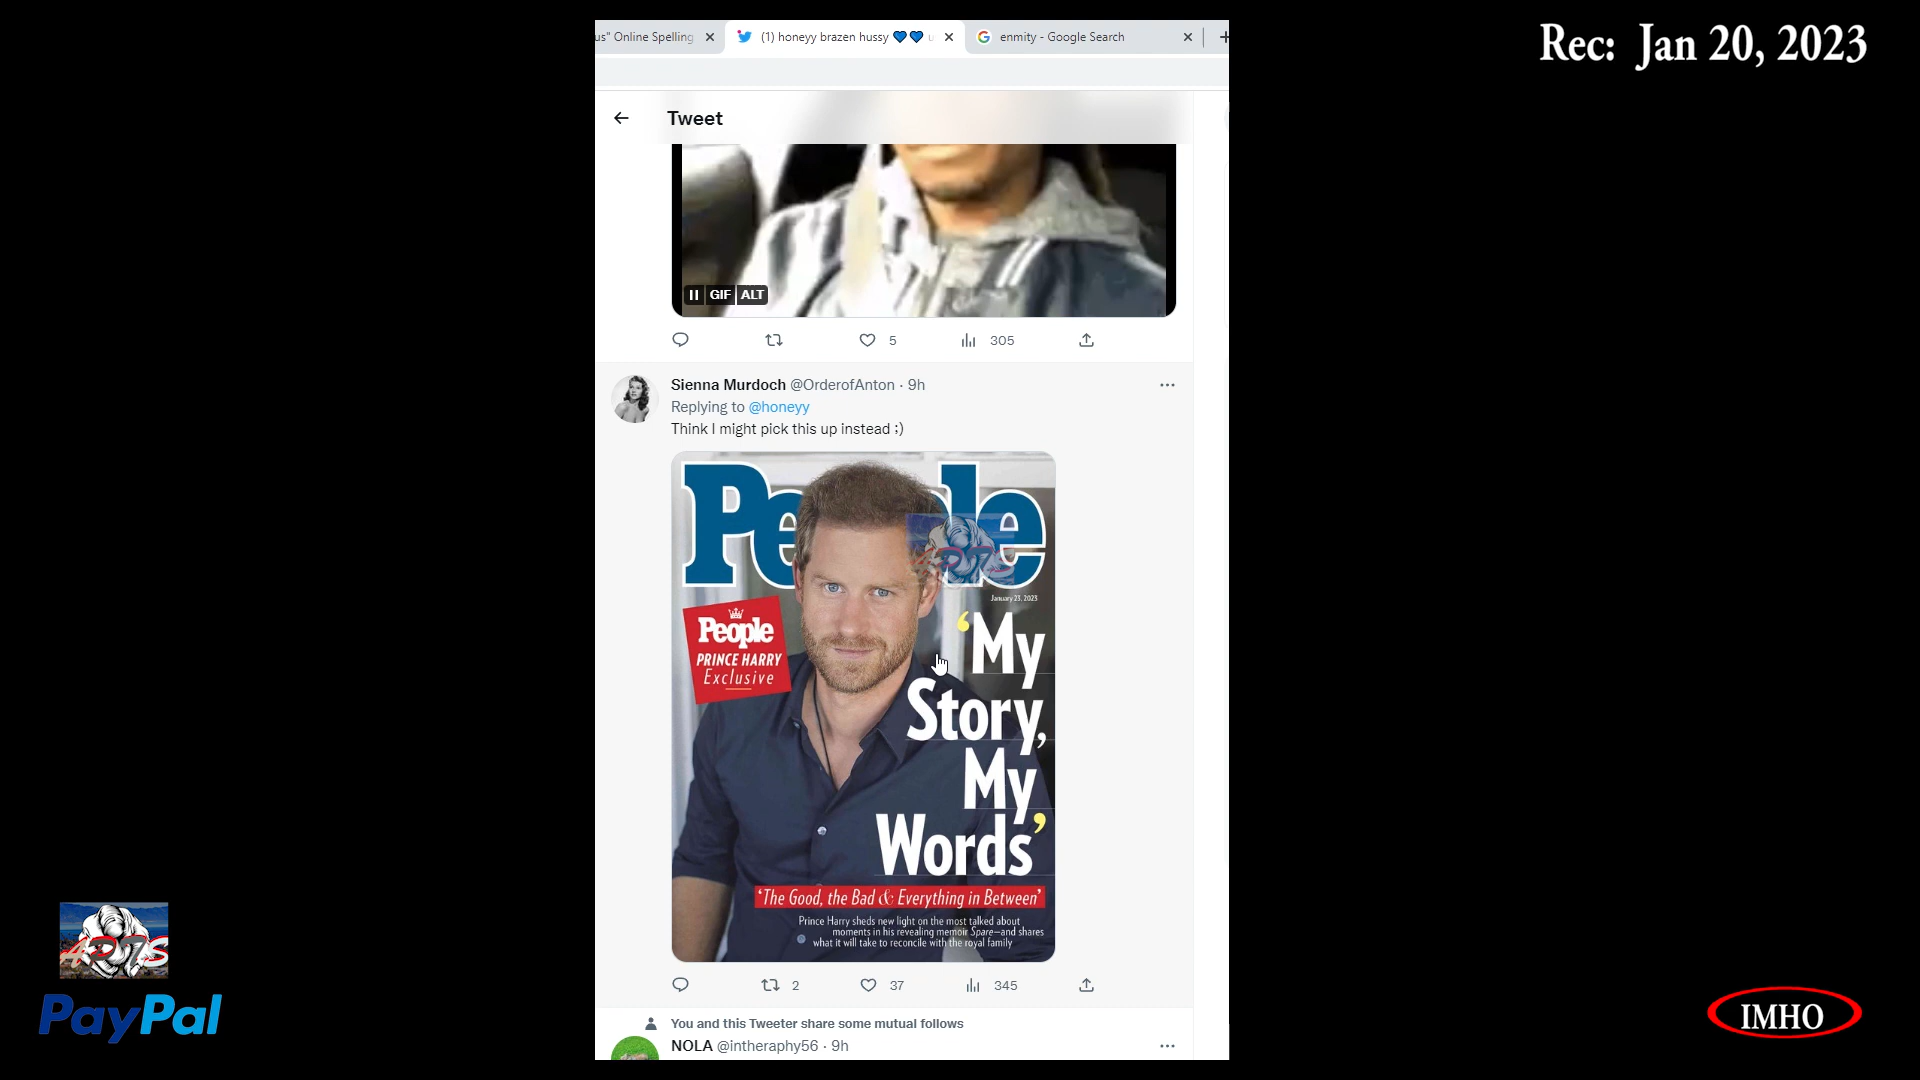 Rec: Jan 20, 2023
us" Online Spelling
(1) honeyy brazen hussy 💙💙
enmity - Google Search
Tweet
GIF ALT
5
305
Sienna Murdoch @OrderofAnton · 9h
Replying to @honeyy
Think I might pick this up instead ;)
People
January 23, 2023
People
PRINCE HARRY
Exclusive
'My
Story,
My
Words'
'The Good, the Bad & Everything in Between'
Prince Harry sheds new light on the most talked about
moments in his revealing memoir Spare—and shares
what it will take to reconcile with the royal family
2
37
345
You and this Tweeter share some mutual follows
NOLA @intheraphy56 · 9h
PayPal
IMHO